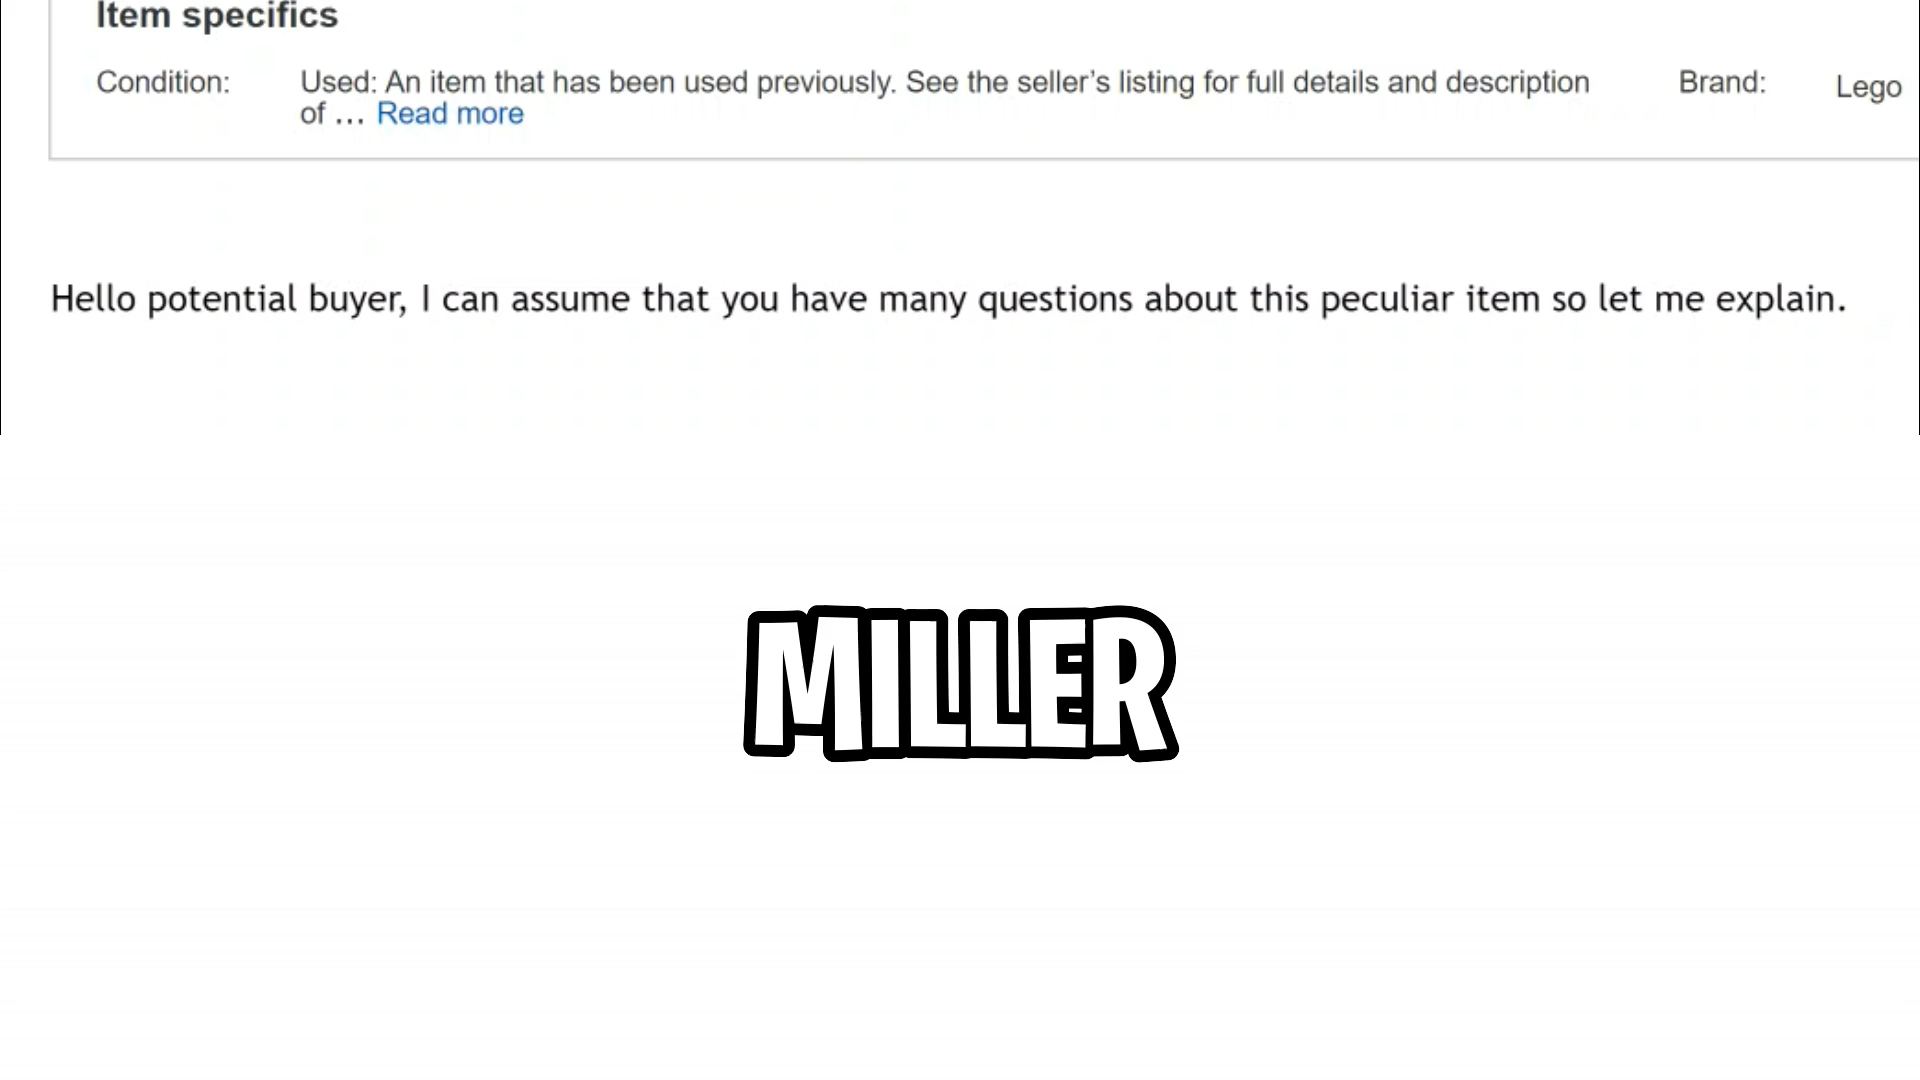 Item specifics
Condition: Used: An item that has been used previously. See the seller’s listing for full details and description Brand: Lego
of ... Read more
Hello potential buyer, I can assume that you have many questions about this peculiar item so let me explain.
MILLER